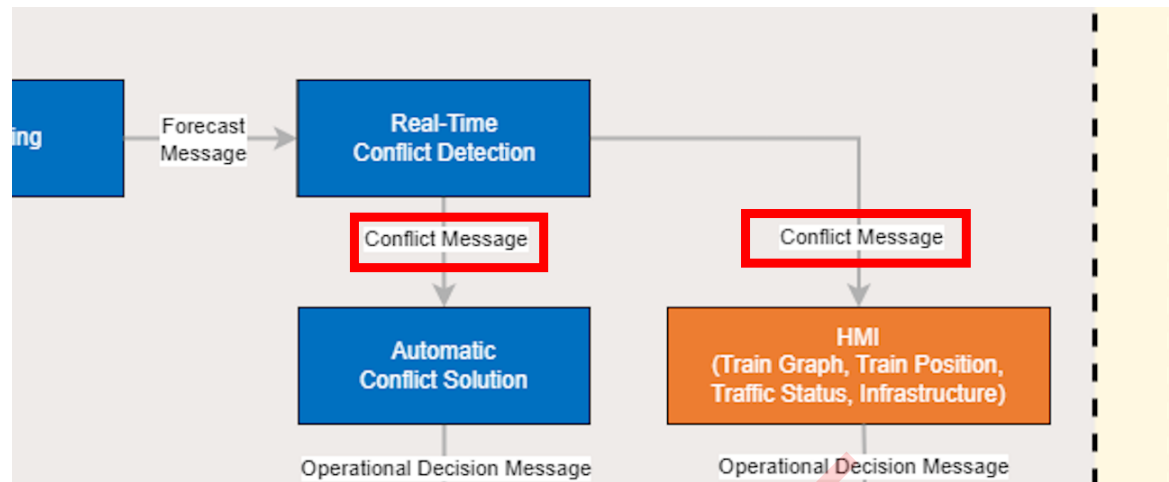 ing
Forecast
Message
Real-Time
Conflict Detection
Conflict Message
Conflict Message
Automatic
Conflict Solution
HMI
(Train Graph, Train Position,
Traffic Status, Infrastructure)
Operational Decision Message
Operational Decision Message